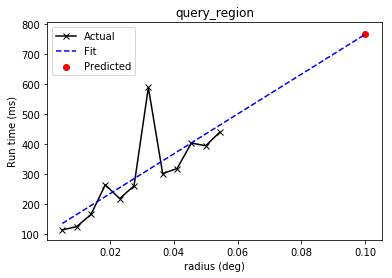 query_region
Actual
Fit
Predicted
Run time (ms)
800
700
600
500
400
300
200
100
0.02
0.04
0.06
0.08
0.10
radius (deg)